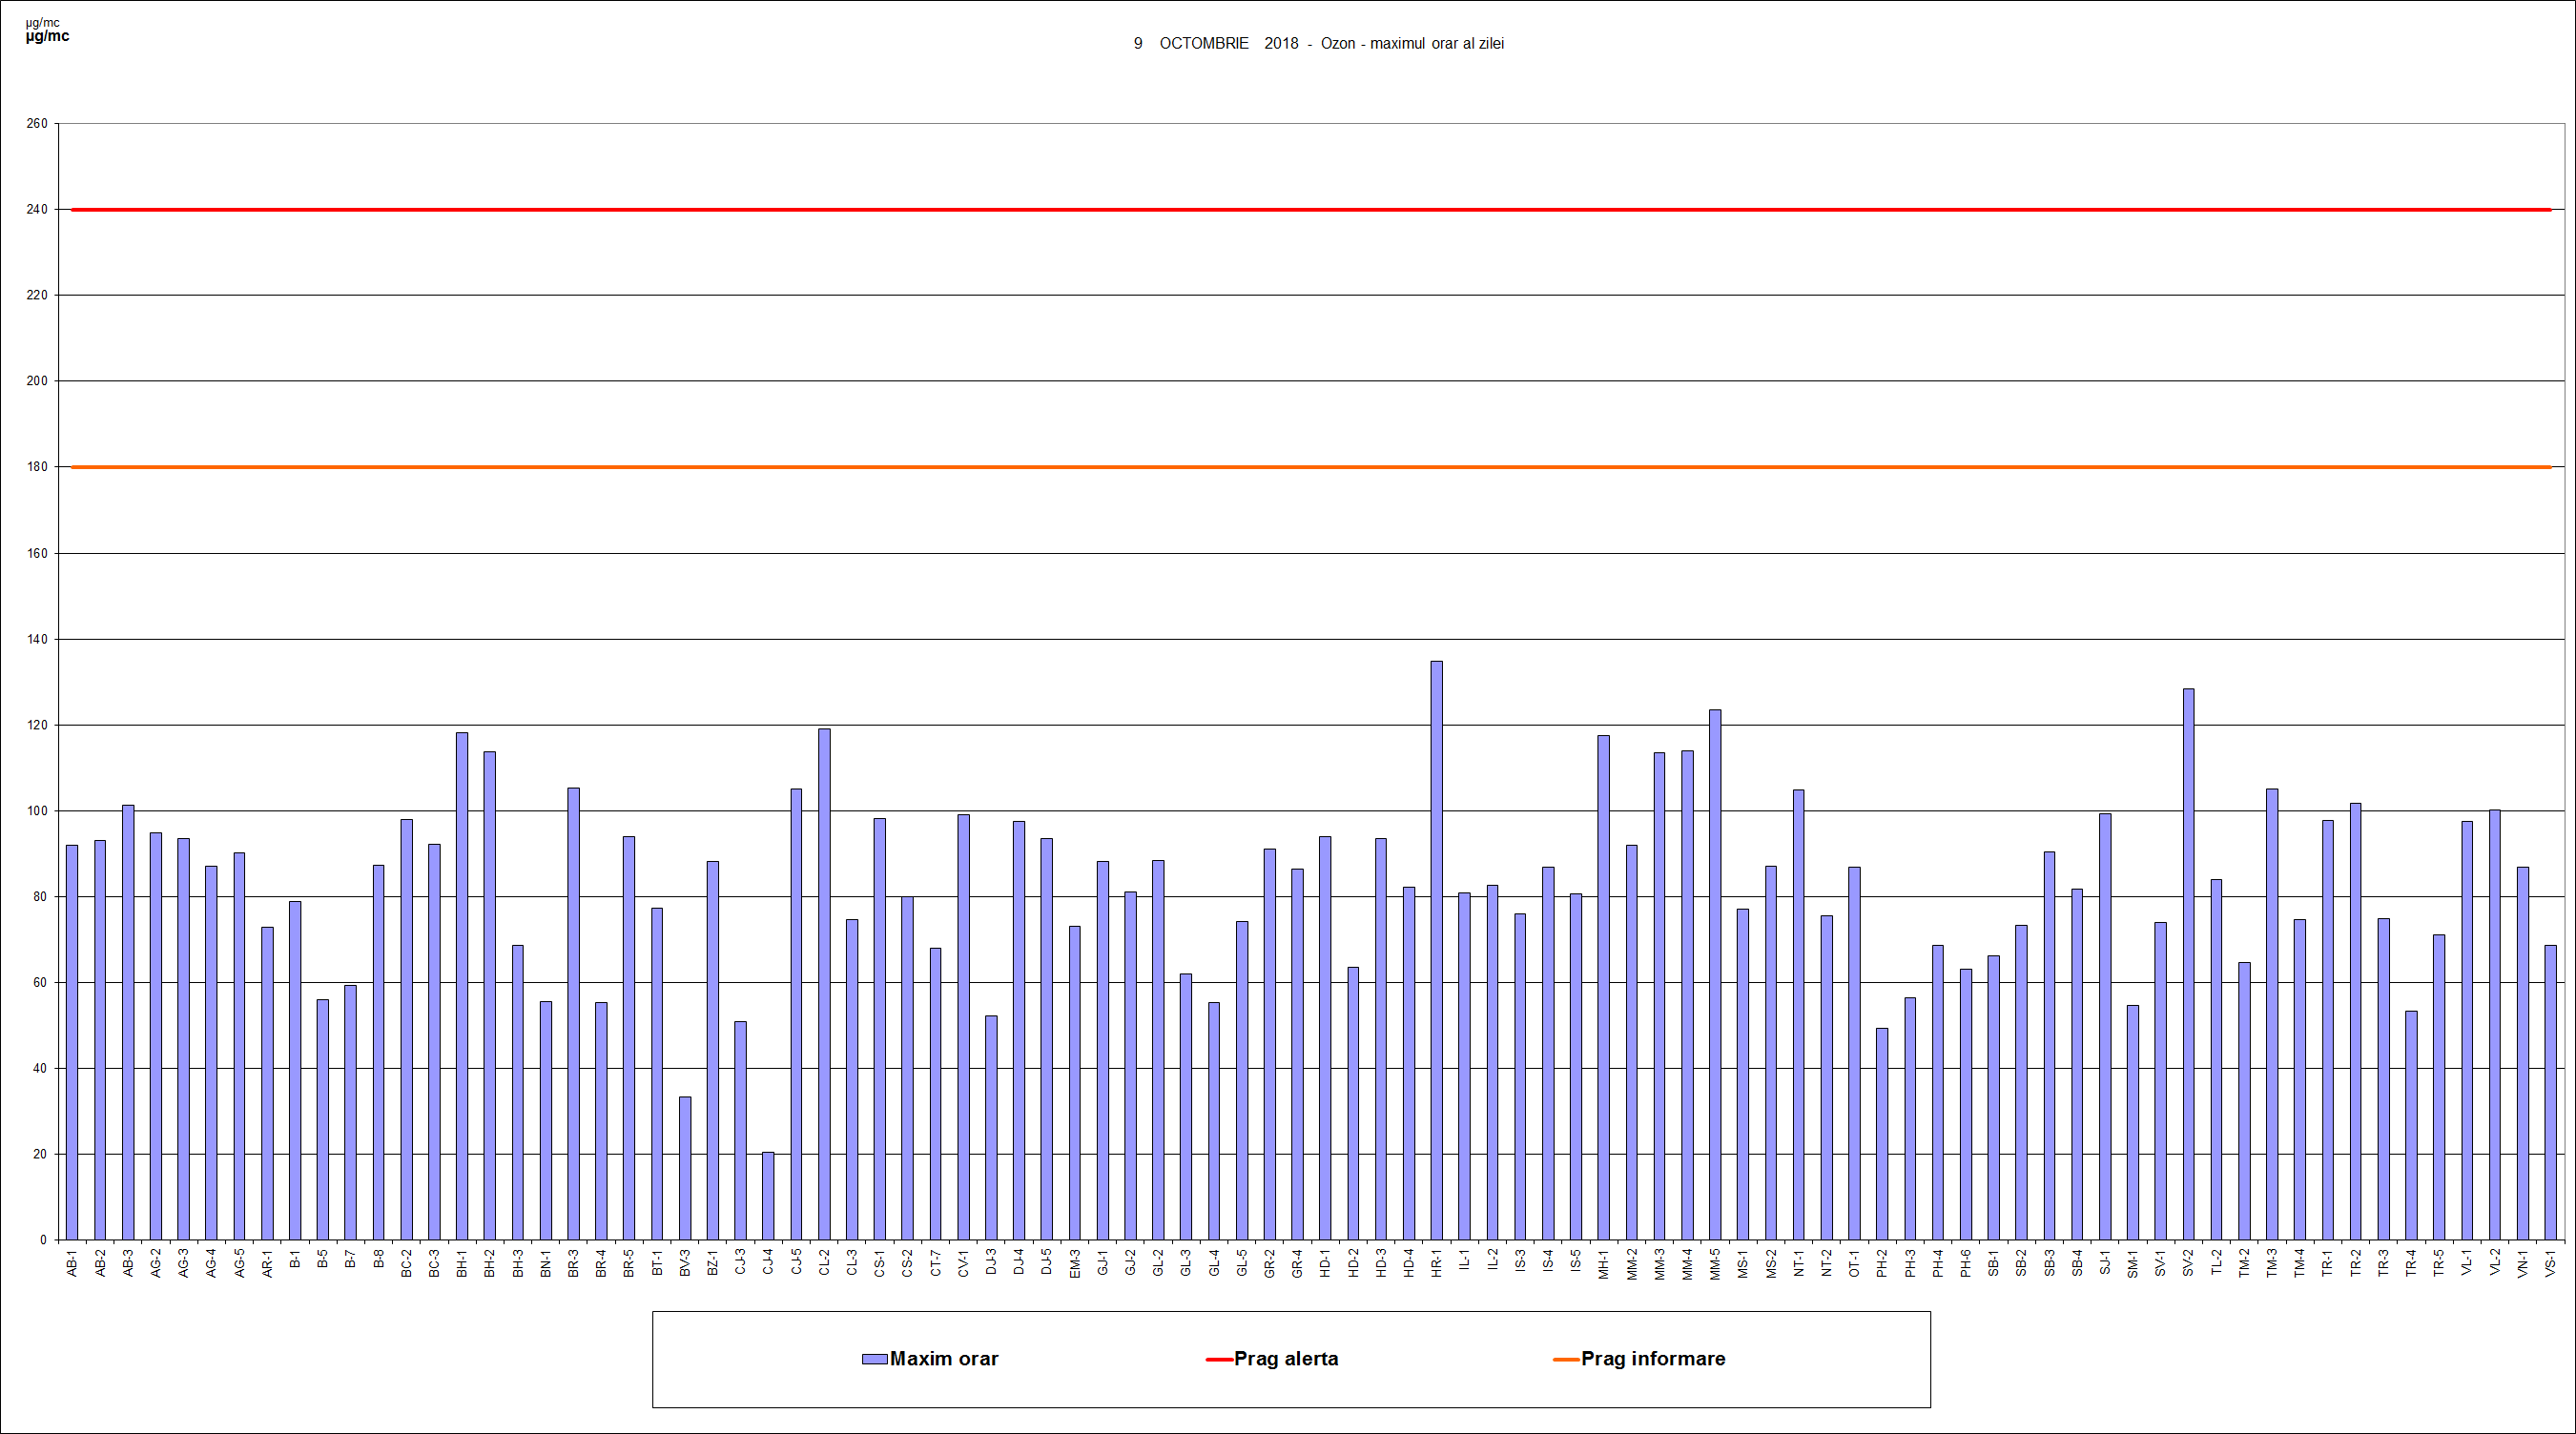 µg/mc
µg/mc
9 OCTOMBRIE 2018 - Ozon - maximul orar al zilei
260
240
220
200
180
160
140
120
100
80
60
40
20
0
AB-1 AB-2 AB-3 AG-2 AG-3 AG-4 AG-5 AR-1 B-1 B-5 B-7 B-8 BC-2 BC-3 BH-1 BH-2 BH-3 BN-1 BR-3 BR-4 BR-5 BT-1 BV-3 BZ-1 CJ-3 CJ-4 CJ-5 CL-2 CL-3 CS-1 CS-2 CT-7 CV-1 DJ-3 DJ-4 DJ-5 EM-3 GJ-1 GJ-2 GL-2 GL-3 GL-4 GL-5 GR-2 GR-4 HD-1 HD-2 HD-3 HD-4 HR-1 IL-1 IL-2 IS-3 IS-4 IS-5 MH-1 MM-2 MM-3 MM-4 MM-5 MS-1 MS-2 NT-1 NT-2 OT-1 PH-2 PH-3 PH-4 PH-6 SB-1 SB-2 SB-3 SB-4 SJ-1 SM-1 SV-1 SV-2 TL-2 TM-2 TM-3 TM-4 TR-1 TR-2 TR-3 TR-4 TR-5 VL-1 VL-2 VN-1 VS-1
Maxim orar Prag alerta Prag informare